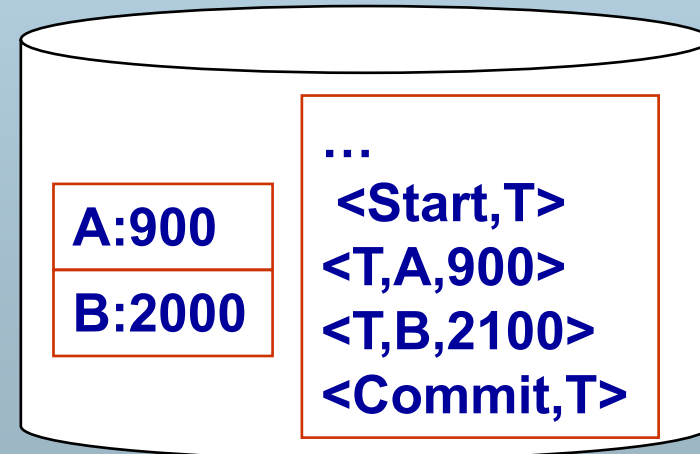 A:900
B:2000
…
<Start,T>
<T,A,900>
<T,B,2100>
<Commit,T>